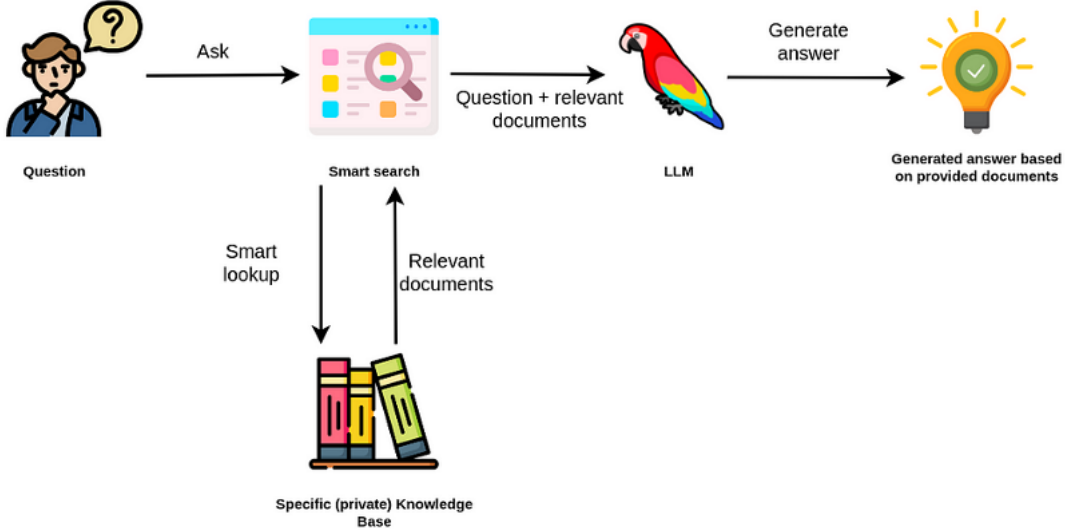 ?
Ask
Question + relevant
documents
Generate
answer
Question
Smart search
LLM
Generated answer based
on provided documents
Smart
lookup
Relevant
documents
Specific (private) Knowledge
Base